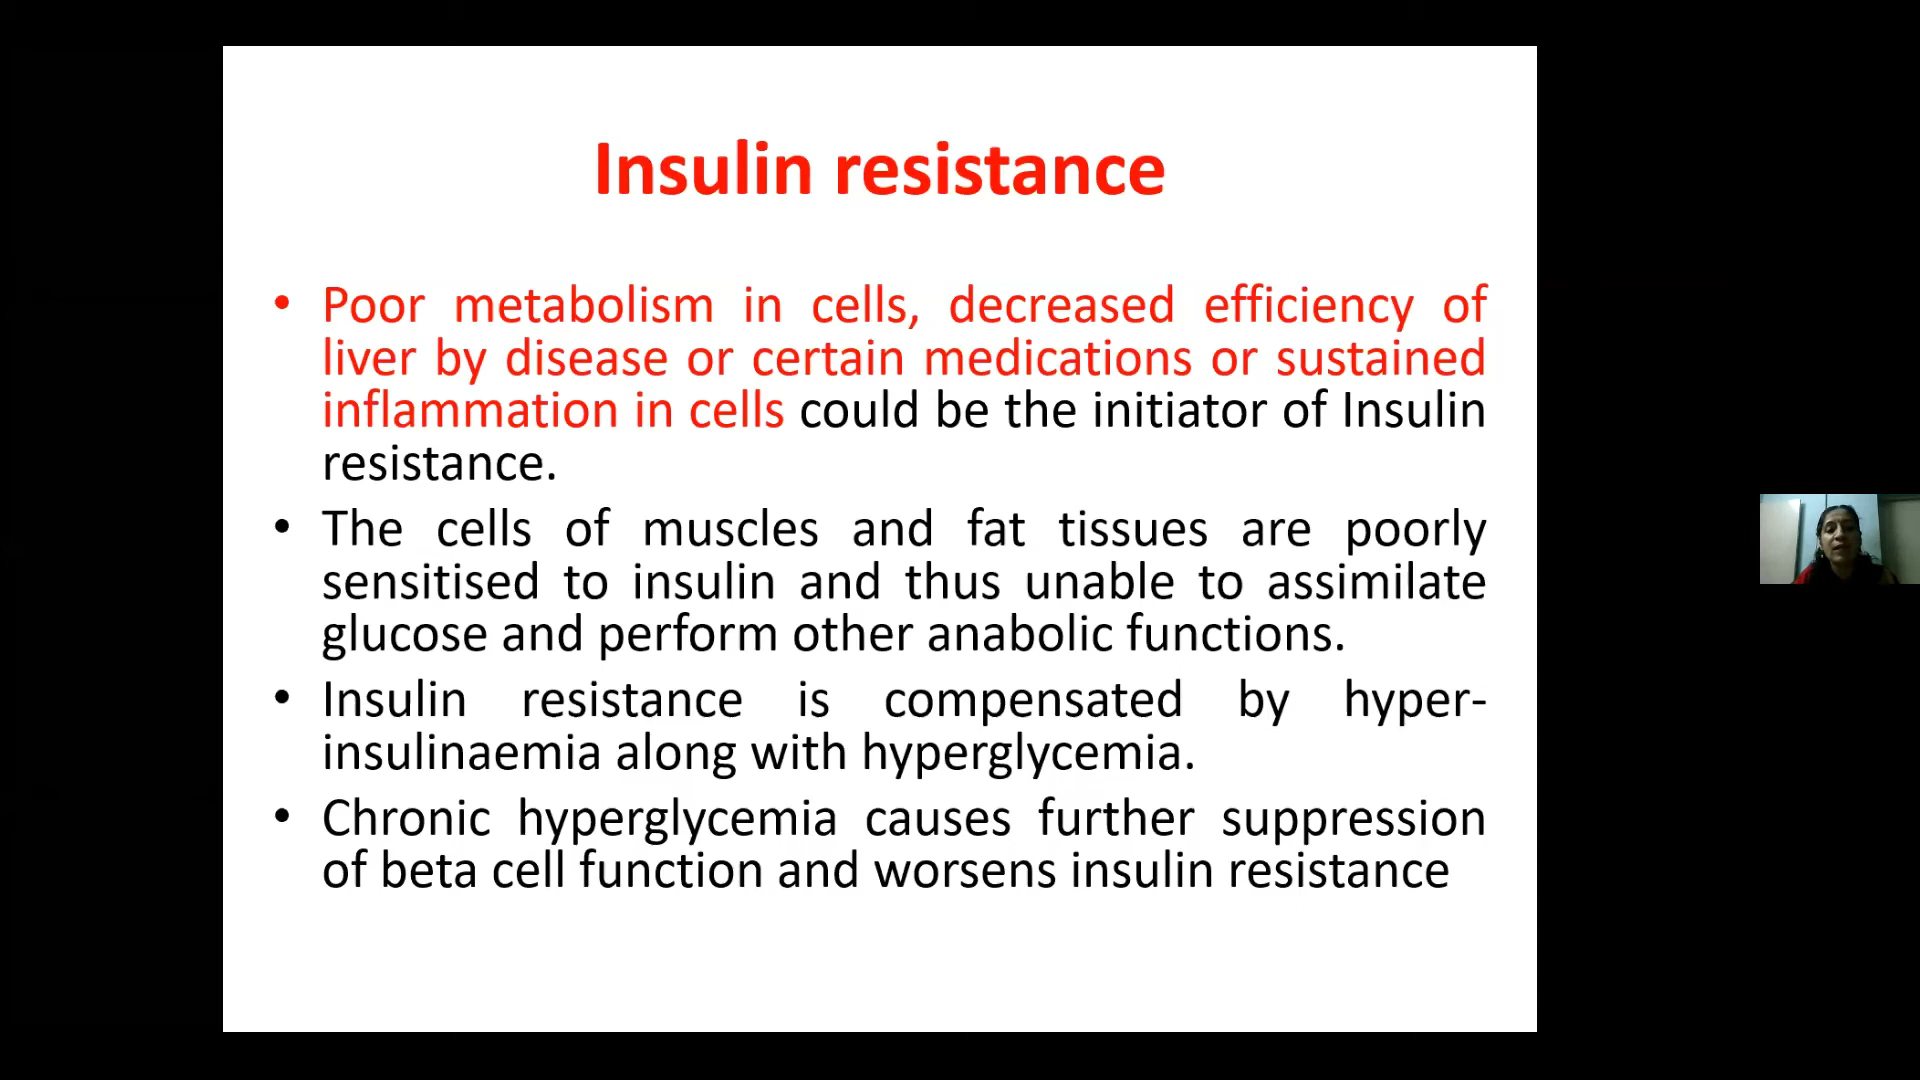 Insulin resistance
• Poor metabolism in cells, decreased efficiency of
liver by disease or certain medications or sustained
inflammation in cells could be the initiator of Insulin
resistance.
• The cells of muscles and fat tissues are poorly
sensitised to insulin and thus unable to assimilate
glucose and perform other anabolic functions.
• Insulin resistance is compensated by hyper-
insulinaemia along with hyperglycemia.
• Chronic hyperglycemia causes further suppression
of beta cell function and worsens insulin resistance